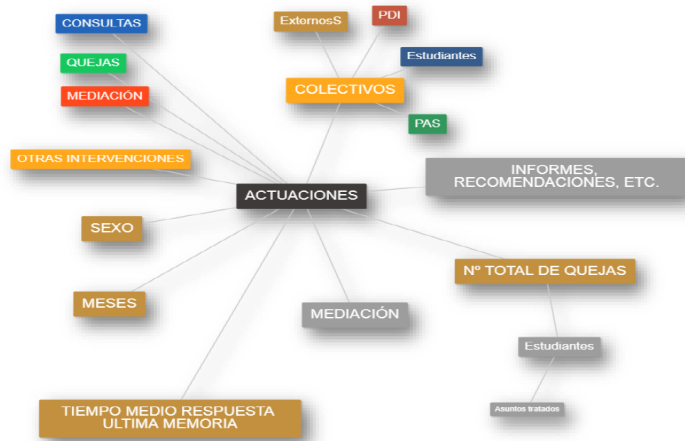 CONSULTAS
ExternosS
PDI
QUEJAS
Estudiantes
MEDIACIÓN
COLECTIVOS
PAS
OTRAS INTERVENCIONES
INFORMES,
RECOMENDACIONES, ETC.
ACTUACIONES
SEXO
Nº TOTAL DE QUEJAS
MESES
MEDIACIÓN
Estudiantes
TIEMPO MEDIO RESPUESTA
ULTIMA MEMORIA
Asuntos tratados